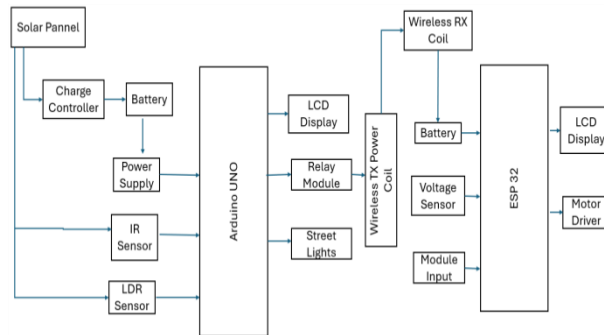 Solar Pannel
Charge
Controller
Battery
Power
Supply
IR
Sensor
LDR
Sensor
Arduino UNO
LCD
Display
Relay
Module
Street
Lights
Wireless TX Power
Coil
Wireless RX
Coil
Battery
Voltage
Sensor
Module
Input
ESP 32
LCD
Display
Motor
Driver